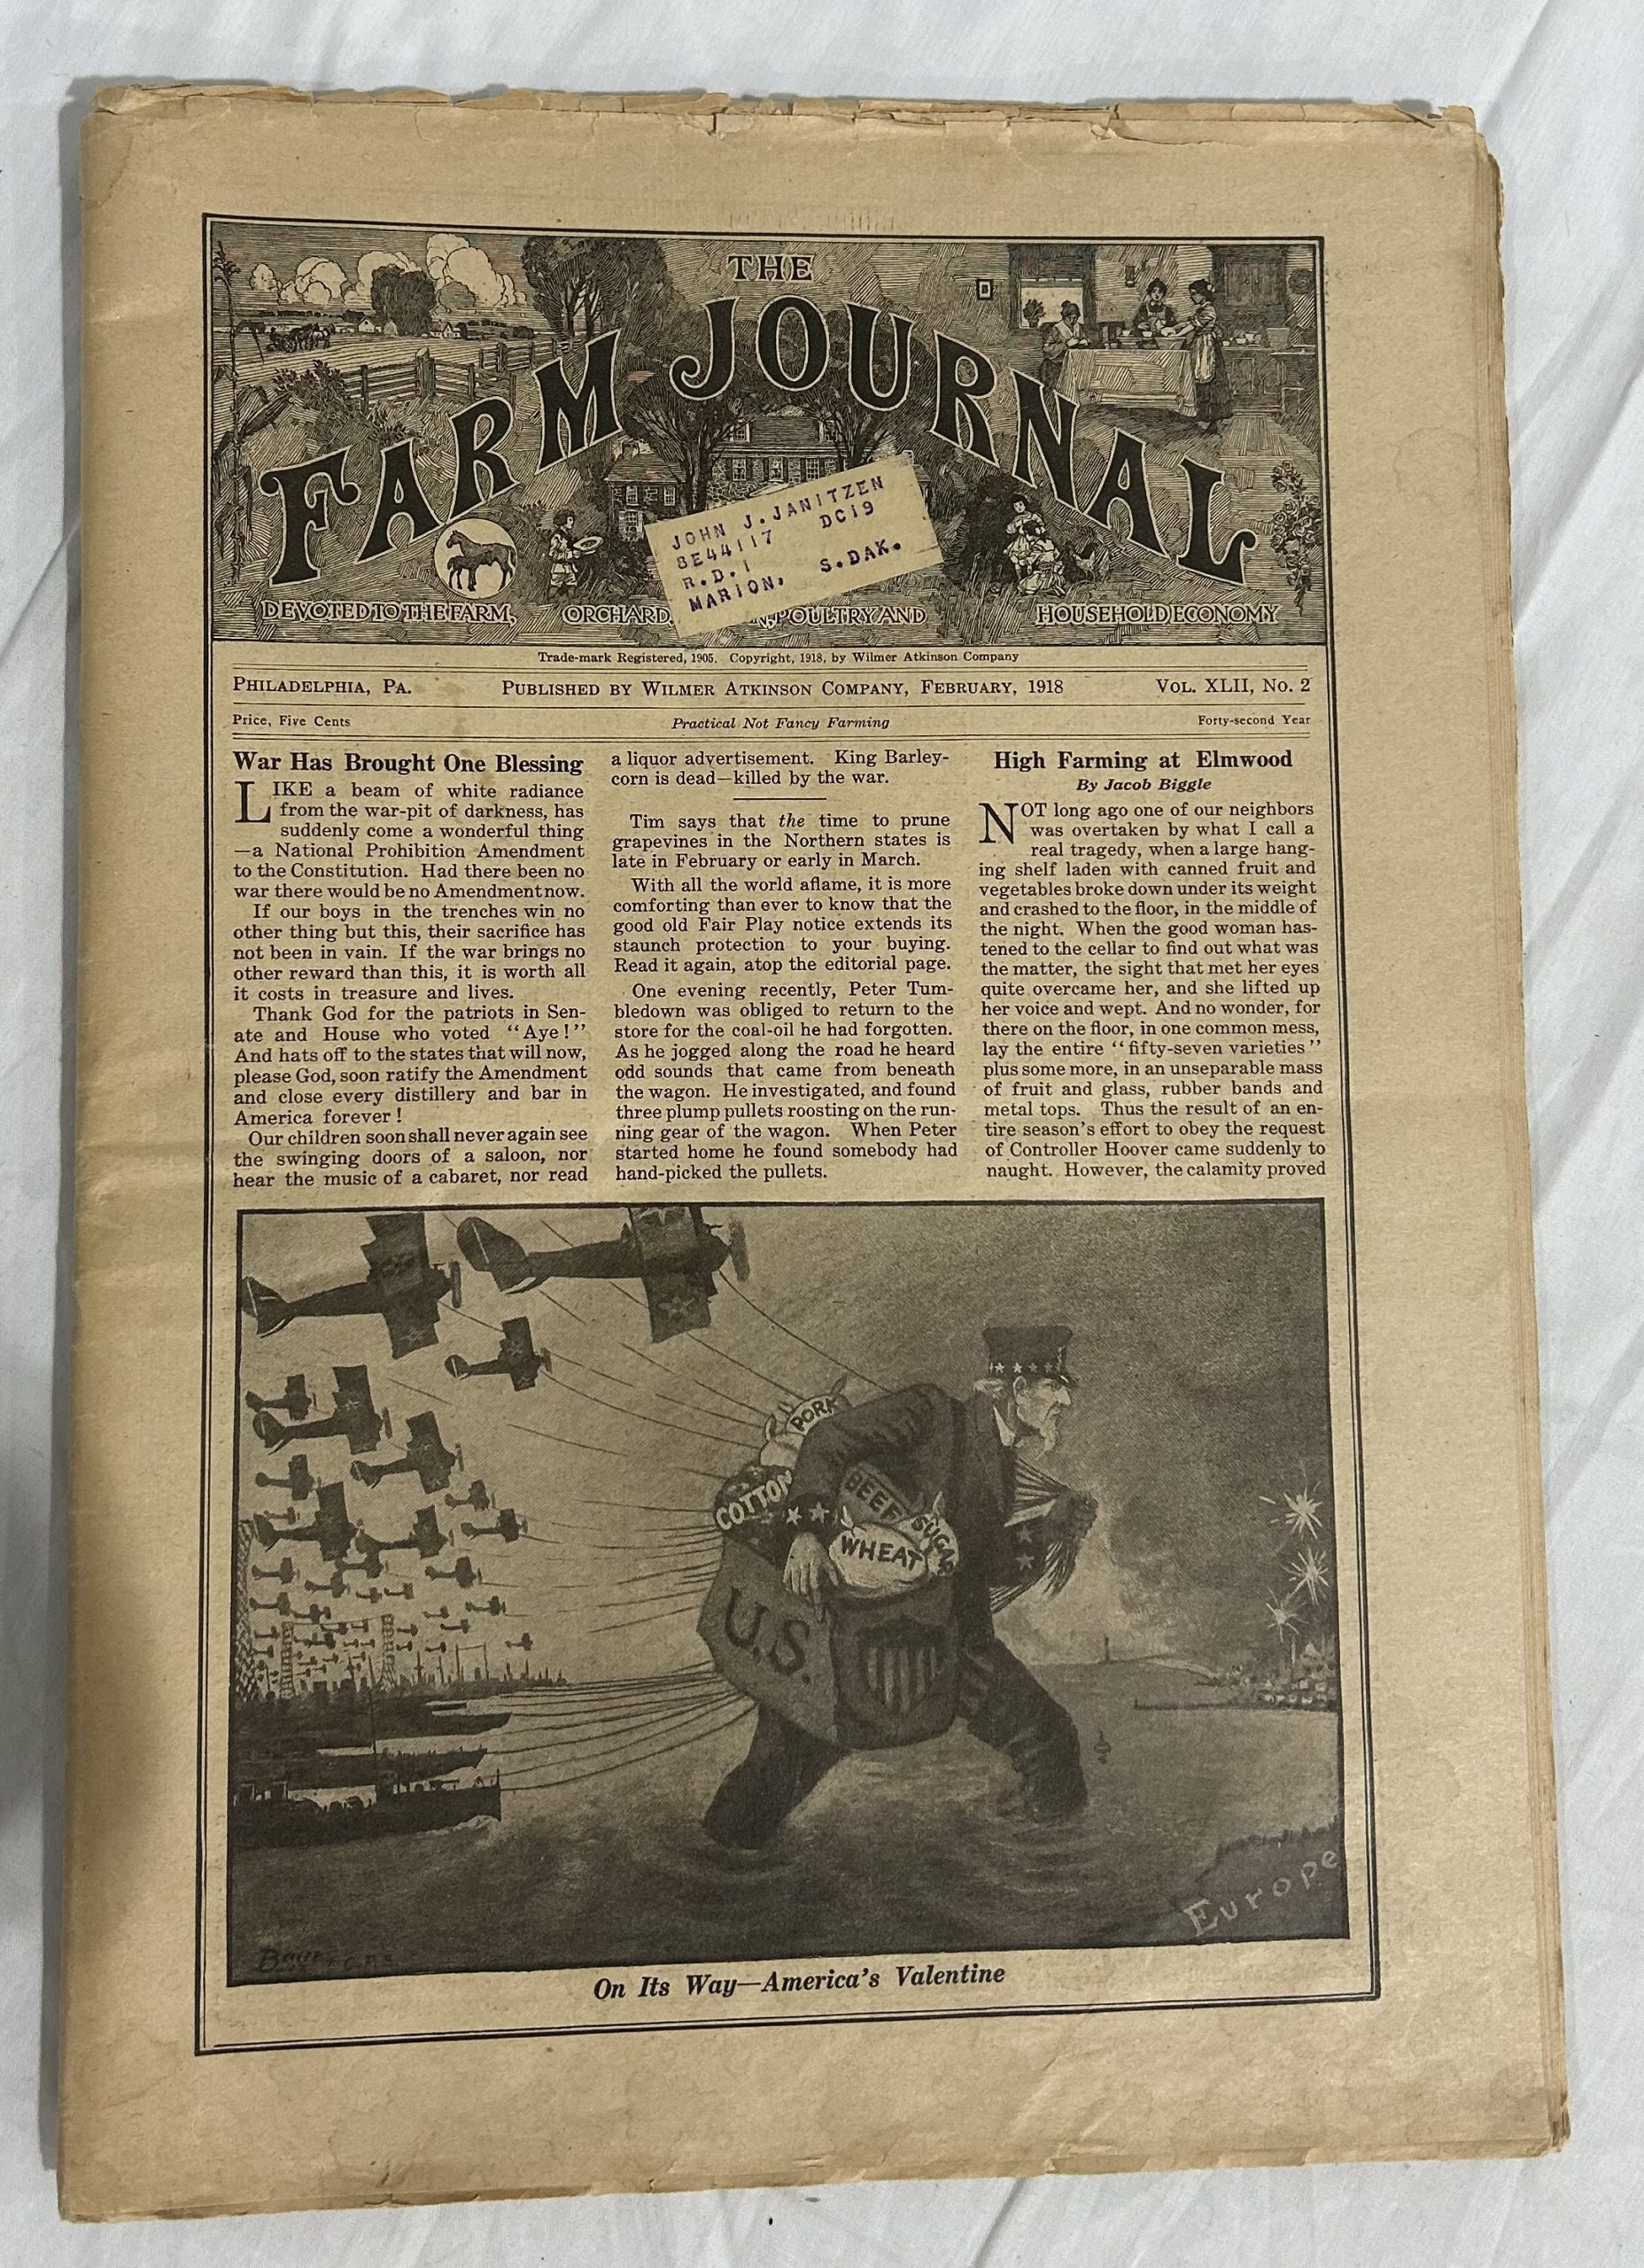 THE
FARM JOURNAL
JOHN J. JANITZEN
8E44117 DC19
R.D.1
MARION, S.DAK.
DEVOTED TO THE FARM, ORCHARD, POULTRY AND HOUSEHOLD ECONOMY
Trade-mark Registered, 1905. Copyright, 1918, by Wilmer Atkinson Company
PHILADELPHIA, PA. PUBLISHED BY WILMER ATKINSON COMPANY, FEBRUARY, 1918 VOL. XLII, No. 2
Price, Five Cents Practical Not Fancy Farming Forty-second Year
War Has Brought One Blessing
LIKE a beam of white radiance
from the war-pit of darkness, has
suddenly come a wonderful thing
—a National Prohibition Amendment
to the Constitution. Had there been no
war there would be no Amendment now.
If our boys in the trenches win no
other thing but this, their sacrifice has
not been in vain. If the war brings no
other reward than this, it is worth all
it costs in treasure and lives.
Thank God for the patriots in Sen-
ate and House who voted "Aye!"
And hats off to the states that will now,
please God, soon ratify the Amendment
and close every distillery and bar in
America forever!
Our children soon shall never again see
the swinging doors of a saloon, nor
hear the music of a cabaret, nor read
a liquor advertisement. King Barley-
corn is dead—killed by the war.
Tim says that the time to prune
grapevines in the Northern states is
late in February or early in March.
With all the world aflame, it is more
comforting than ever to know that the
good old Fair Play notice extends its
staunch protection to your buying.
Read it again, atop the editorial page.
One evening recently, Peter Tum-
bledown was obliged to return to the
store for the coal-oil he had forgotten.
As he jogged along the road he heard
odd sounds that came from beneath
the wagon. He investigated, and found
three plump pullets roosting on the run-
ning gear of the wagon. When Peter
started home he found somebody had
hand-picked the pullets.
High Farming at Elmwood
By Jacob Biggle
NOT long ago one of our neighbors
was overtaken by what I call a
real tragedy, when a large hang-
ing shelf laden with canned fruit and
vegetables broke down under its weight
and crashed to the floor, in the middle of
the night. When the good woman has-
tened to the cellar to find out what was
the matter, the sight that met her eyes
quite overcame her, and she lifted up
her voice and wept. And no wonder, for
there on the floor, in one common mess,
lay the entire "fifty-seven varieties"
plus some more, in an unseparable mass
of fruit and glass, rubber bands and
metal tops. Thus the result of an en-
tire season's effort to obey the request
of Controller Hoover came suddenly to
naught. However, the calamity proved
PORK
COTTON
BEEF
SUGAR
WHEAT
U.S.
Europe
On Its Way—America's Valentine